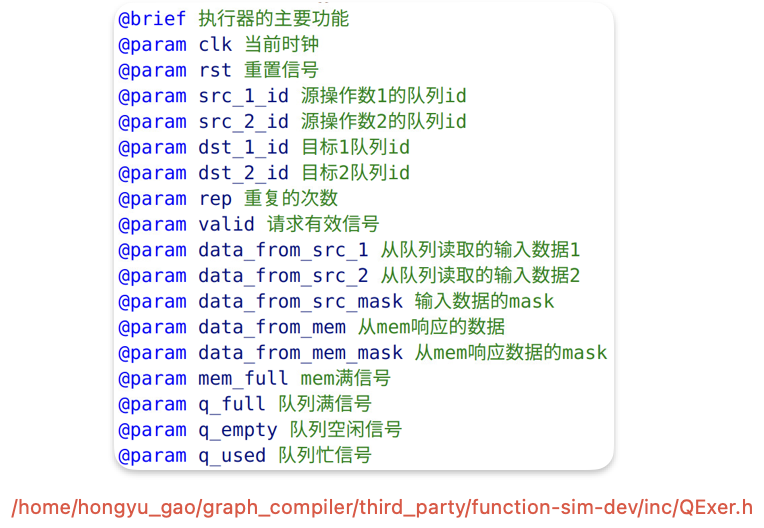 @brief 执行器的主要功能
@param clk 当前时钟
@param rst 重置信号
@param src_1_id 源操作数1的队列id
@param src_2_id 源操作数2的队列id
@param dst_1_id 目标1队列id
@param dst_2_id 目标2队列id
@param rep 重复的次数
@param valid 请求有效信号
@param data_from_src_1 从队列读取的输入数据1
@param data_from_src_2 从队列读取的输入数据2
@param data_from_src_mask 输入数据的mask
@param data_from_mem 从mem响应的数据
@param data_from_mem_mask 从mem响应数据的mask
@param mem_full mem满信号
@param q_full 队列满信号
@param q_empty 队列空闲信号
@param q_used 队列忙信号
/home/hongyu_gao/graph_compiler/third_party/function-sim-dev/inc/QExer.h